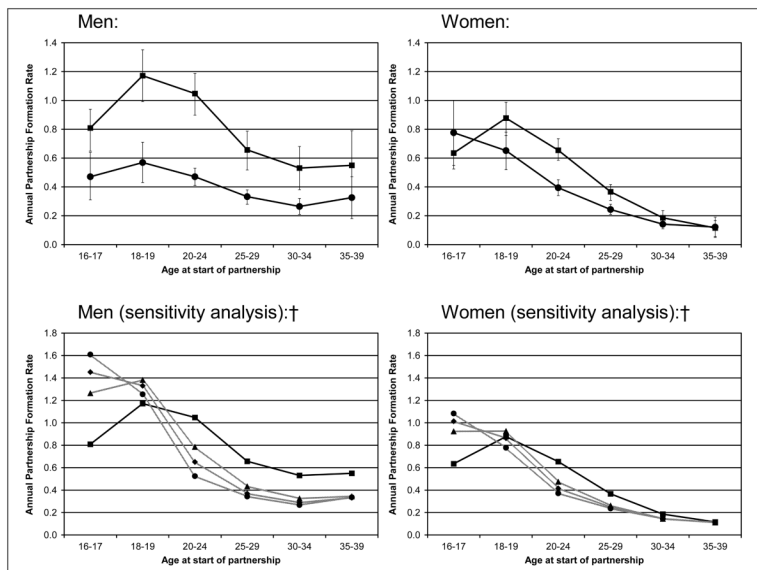 Men:
Annual Partnership Formation Rate
1.4
1.2
1.0
0.8
0.6
0.4
0.2
0.0
16-17 18-19 20-24 25-29 30-34 35-39
Age at start of partnership
Women:
Annual Partnership Formation Rate
1.4
1.2
1.0
0.8
0.6
0.4
0.2
0.0
16-17 18-19 20-24 25-29 30-34 35-39
Age at start of partnership
Men (sensitivity analysis):†
Annual Partnership Formation Rate
1.8
1.6
1.4
1.2
1.0
0.8
0.6
0.4
0.2
0.0
16-17 18-19 20-24 25-29 30-34 35-39
Age at start of partnership
Women (sensitivity analysis):†
Annual Partnership Formation Rate
1.8
1.6
1.4
1.2
1.0
0.8
0.6
0.4
0.2
0.0
16-17 18-19 20-24 25-29 30-34 35-39
Age at start of partnership